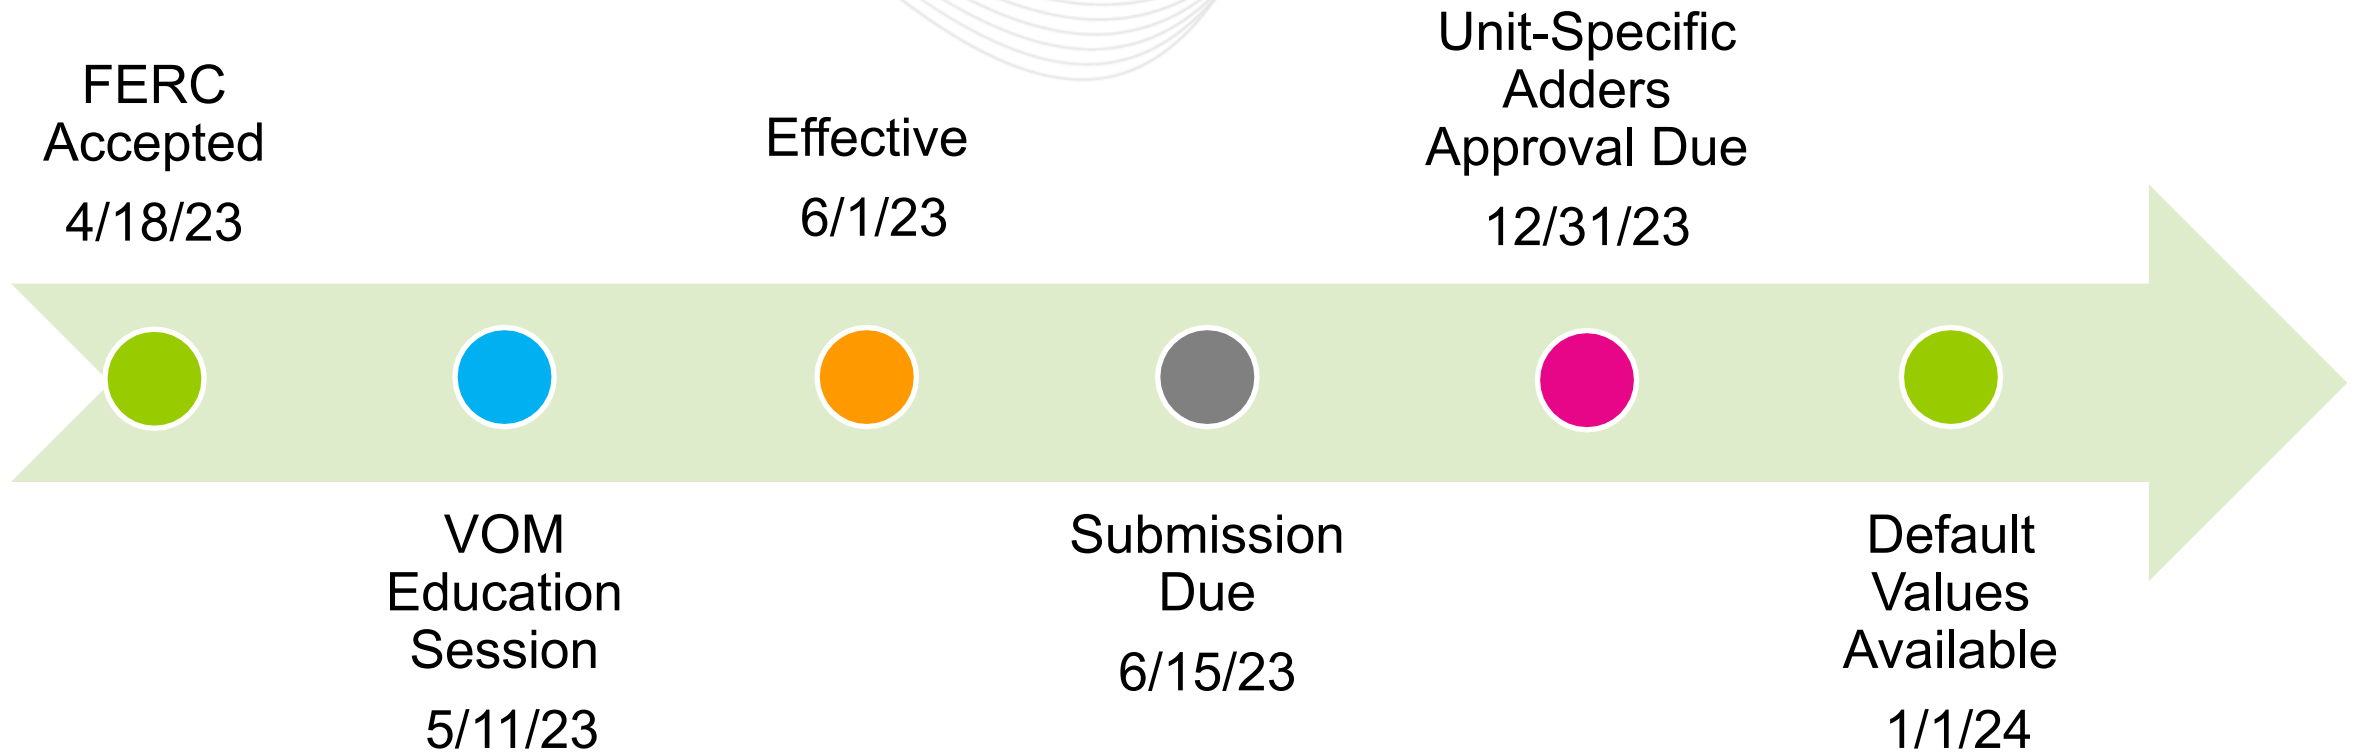 FERC
Accepted
4/18/23
VOM
Education
Session
5/11/23
Effective
6/1/23
Submission
Due
6/15/23
Unit-Specific
Adders
Approval Due
12/31/23
Default
Values
Available
1/1/24